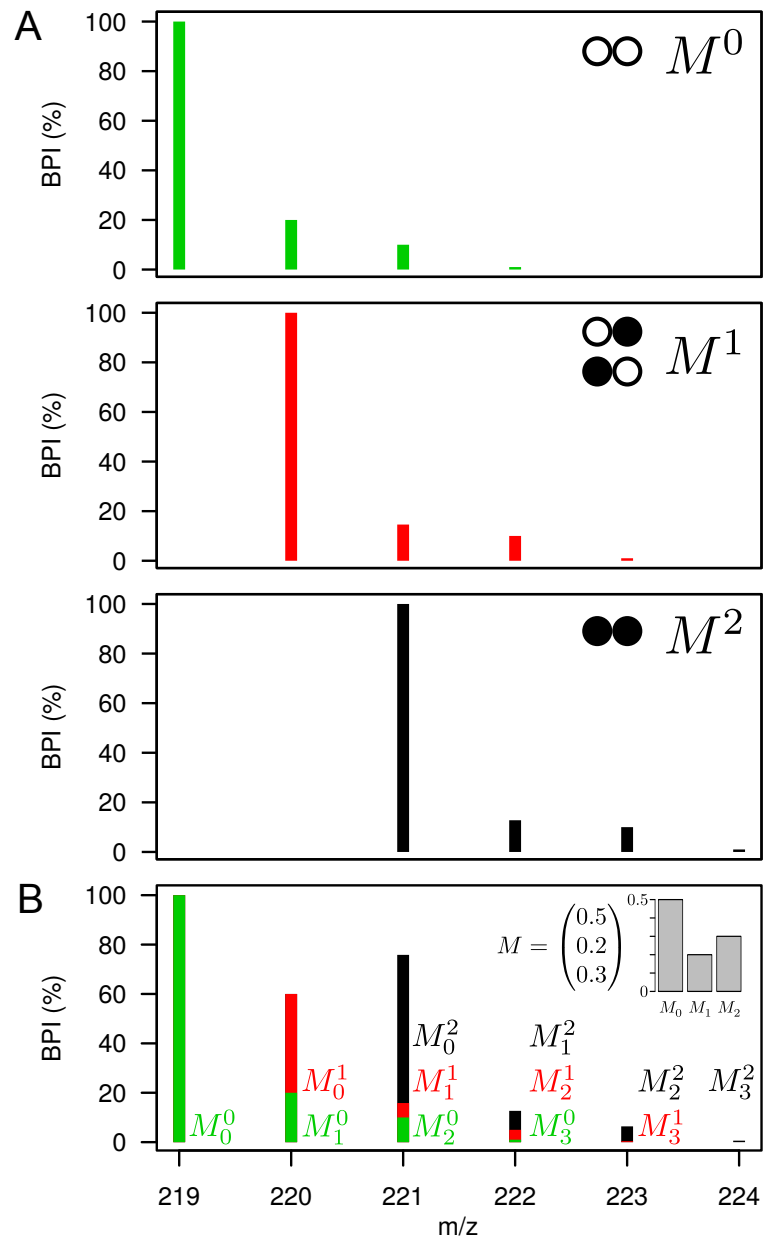 A
BPI (%)
100
80
60
40
20
0
M^0
BPI (%)
100
80
60
40
20
0
M^1
BPI (%)
100
80
60
40
20
0
M^2
B
BPI (%)
100
80
60
40
20
0
M = (0.5
0.2
0.3)
0.5
0
M_0 M_1 M_2
M_0^2 M_1^2
M_0^1 M_1^1 M_2^1 M_2^2 M_3^2
M_0^0 M_1^0 M_2^0 M_3^0 M_3^1
219 220 221 222 223 224
m/z